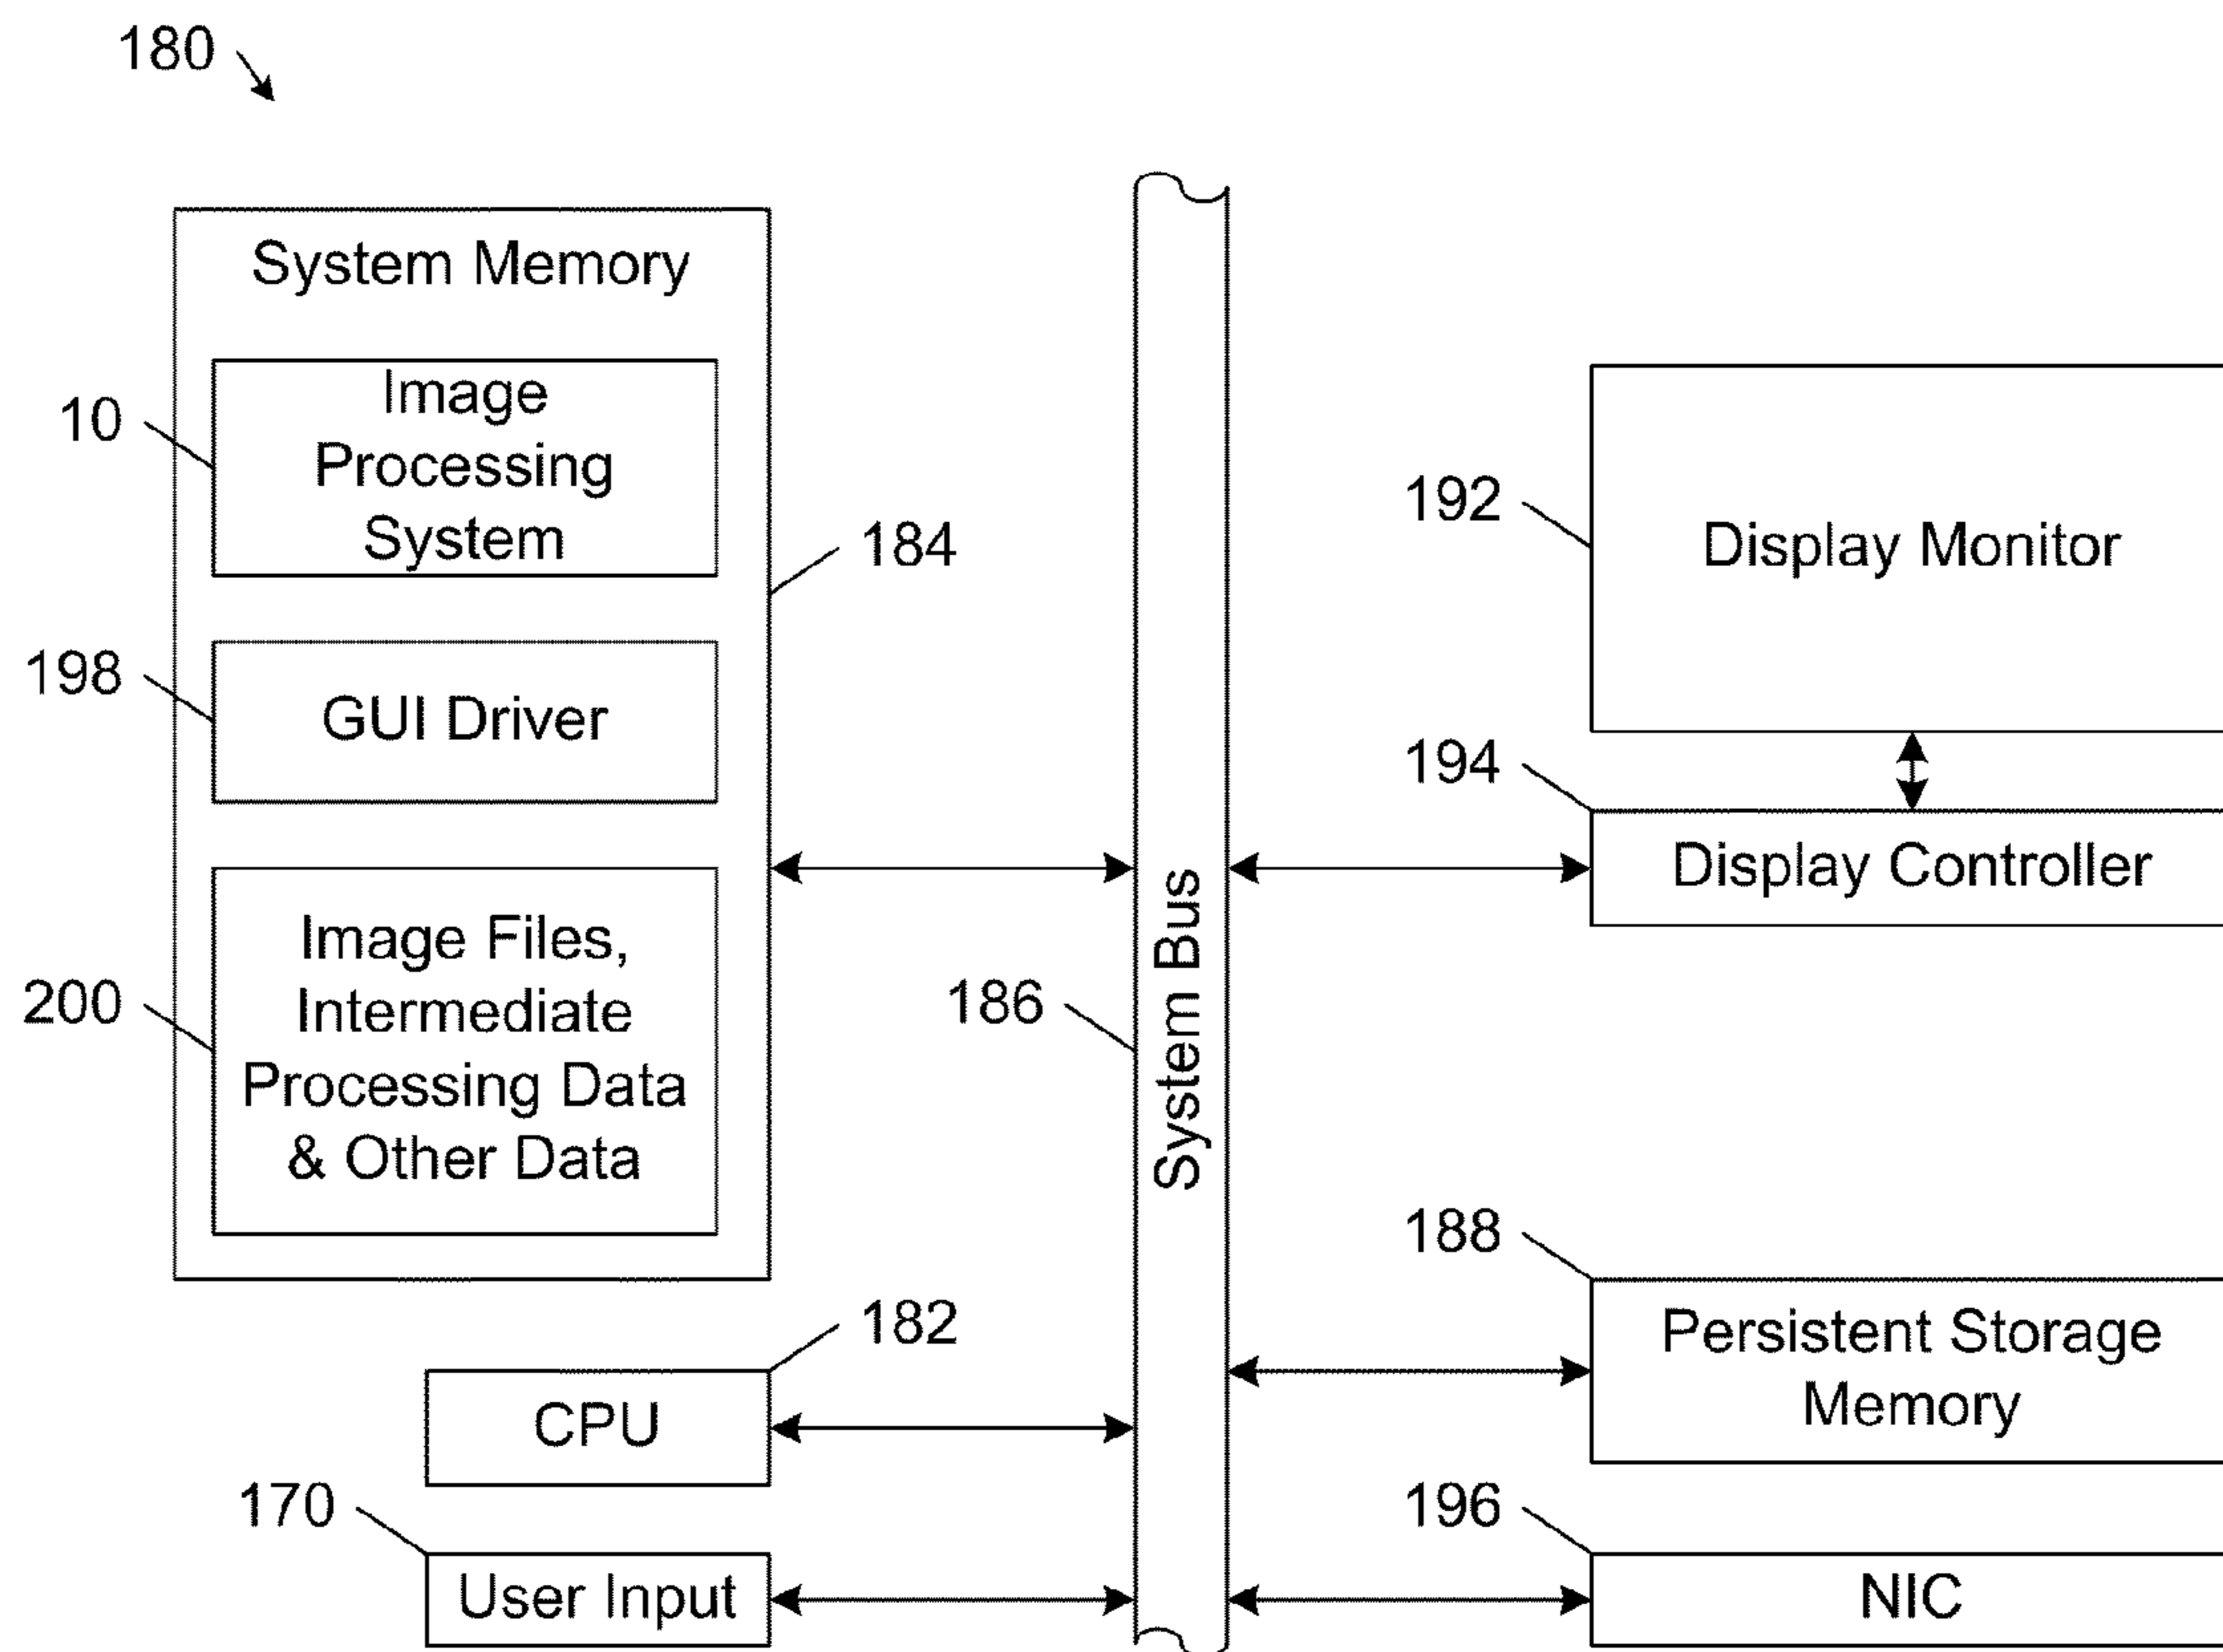 180
System Memory
10
Image
Processing
System
184
198
GUI Driver
200
Image Files,
Intermediate
Processing Data
& Other Data
182
CPU
170
User Input
186
System Bus
192
Display Monitor
194
Display Controller
188
Persistent Storage
Memory
196
NIC